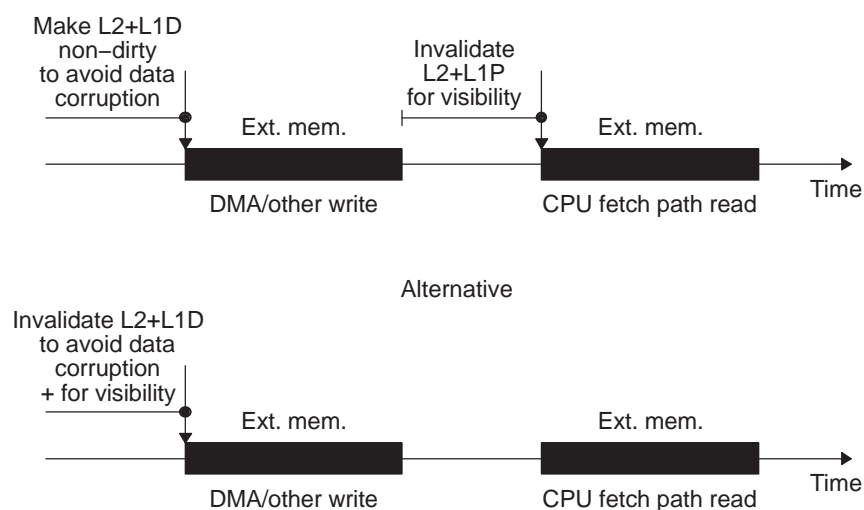 Make L2+L1D
non−dirty
to avoid data
corruption
Invalidate
L2+L1P
for visibility
Ext. mem.
Ext. mem.
Time
DMA/other write
CPU fetch path read
Alternative
Invalidate L2+L1D
to avoid data
corruption
+ for visibility
Ext. mem.
Ext. mem.
Time
DMA/other write
CPU fetch path read